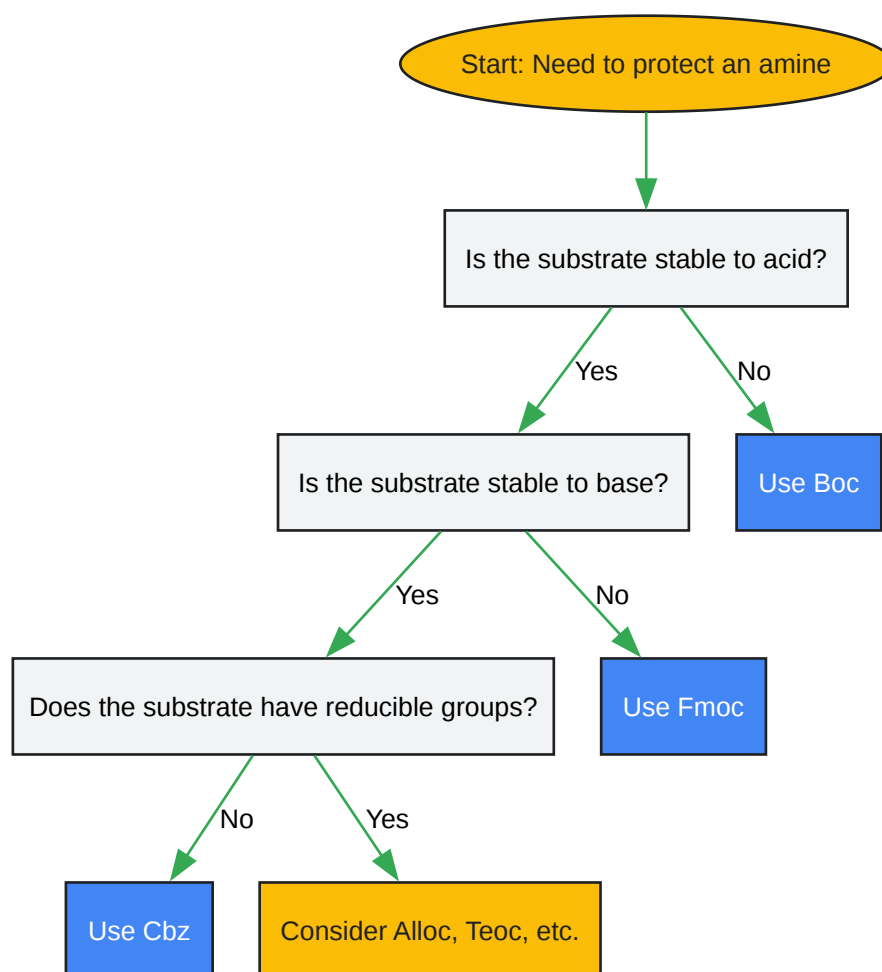 Start: Need to protect an amine
Is the substrate stable to acid?
Yes
No
Is the substrate stable to base?
Use Boc
Yes
No
Does the substrate have reducible groups?
Use Fmoc
No
Yes
Use Cbz
Consider Alloc, Teoc, etc.